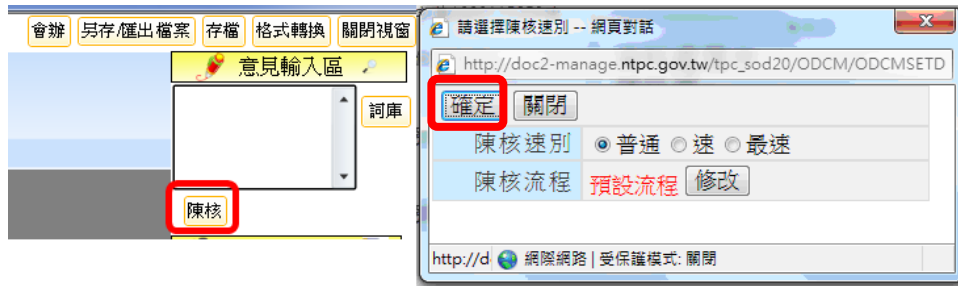 會辦 另存/匯出檔案 存檔 格式轉換 關閉視窗
意見輸入區
詞庫
陳核
請選擇陳核速別 -- 網頁對話
http://doc2-manage.ntpc.gov.tw/tpc_sod20/ODCM/ODCMSETD
確定 關閉
陳核速別 普通 速 最速
陳核流程 預設流程 修改
http://d 網際網路 | 受保護模式: 關閉